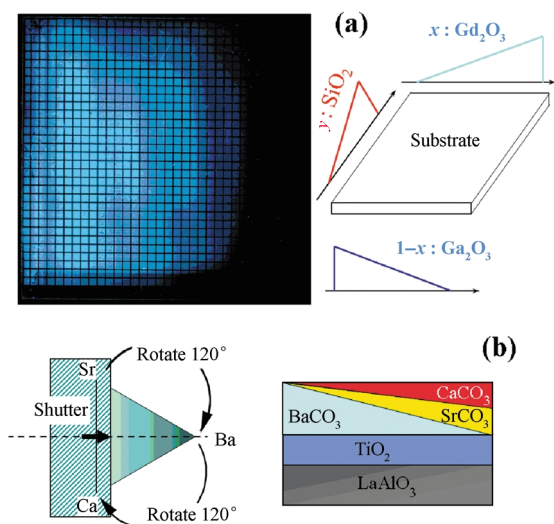 (a)
x : Gd₂O₃
y: SiO₂
Substrate
1–x : Ga₂O₃
(b)
Rotate 120°
Sr
Shutter
Ba
Ca
Rotate 120°
CaCO₃
BaCO₃
SrCO₃
TiO₂
LaAlO₃